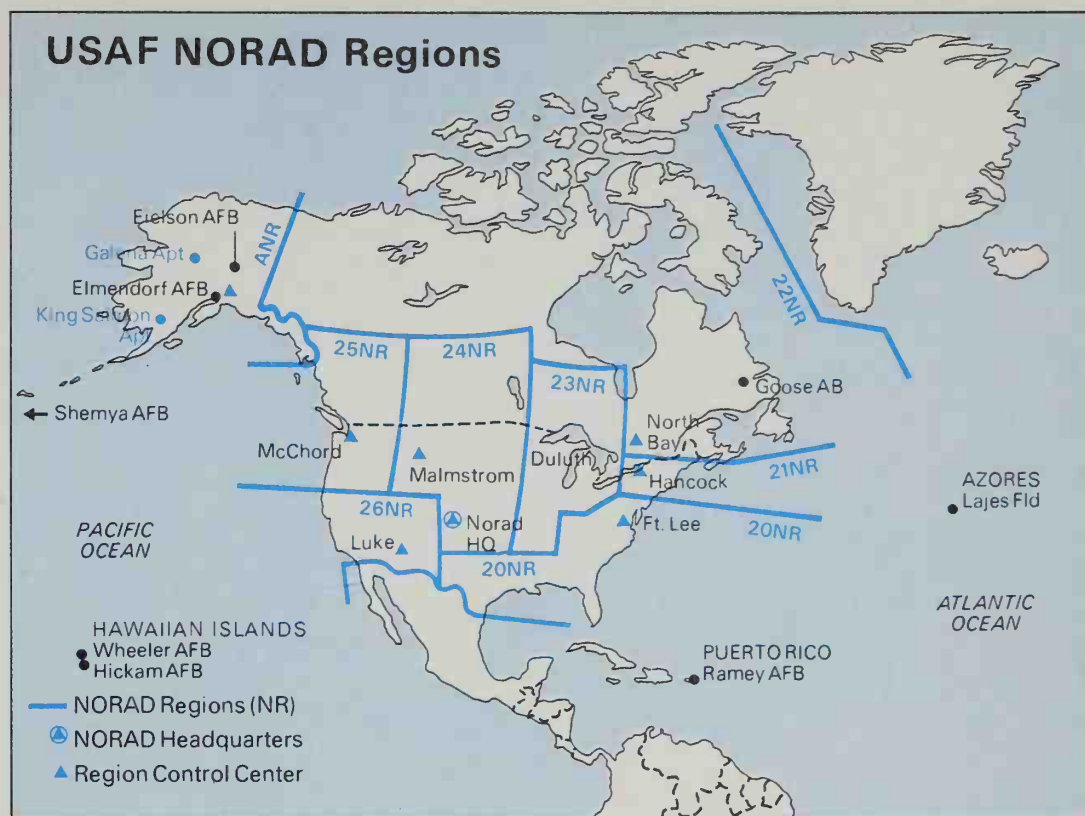 USAF NORAD Regions
Eielson AFB
Galena Apt
Elmendorf AFB
King Salmon
Apt
ANR
22NR
25NR
24NR
23NR
Goose AB
Shemya AFB
McChord
Malmstrom
Duluth
North
Bay
Hancock
21NR
26NR
Norad
HQ
Luke
Ft. Lee
20NR
20NR
AZORES
Lajes Fld
PACIFIC
OCEAN
ATLANTIC
OCEAN
HAWAIIAN ISLANDS
Wheeler AFB
Hickam AFB
PUERTO RICO
Ramey AFB
NORAD Regions (NR)
NORAD Headquarters
Region Control Center